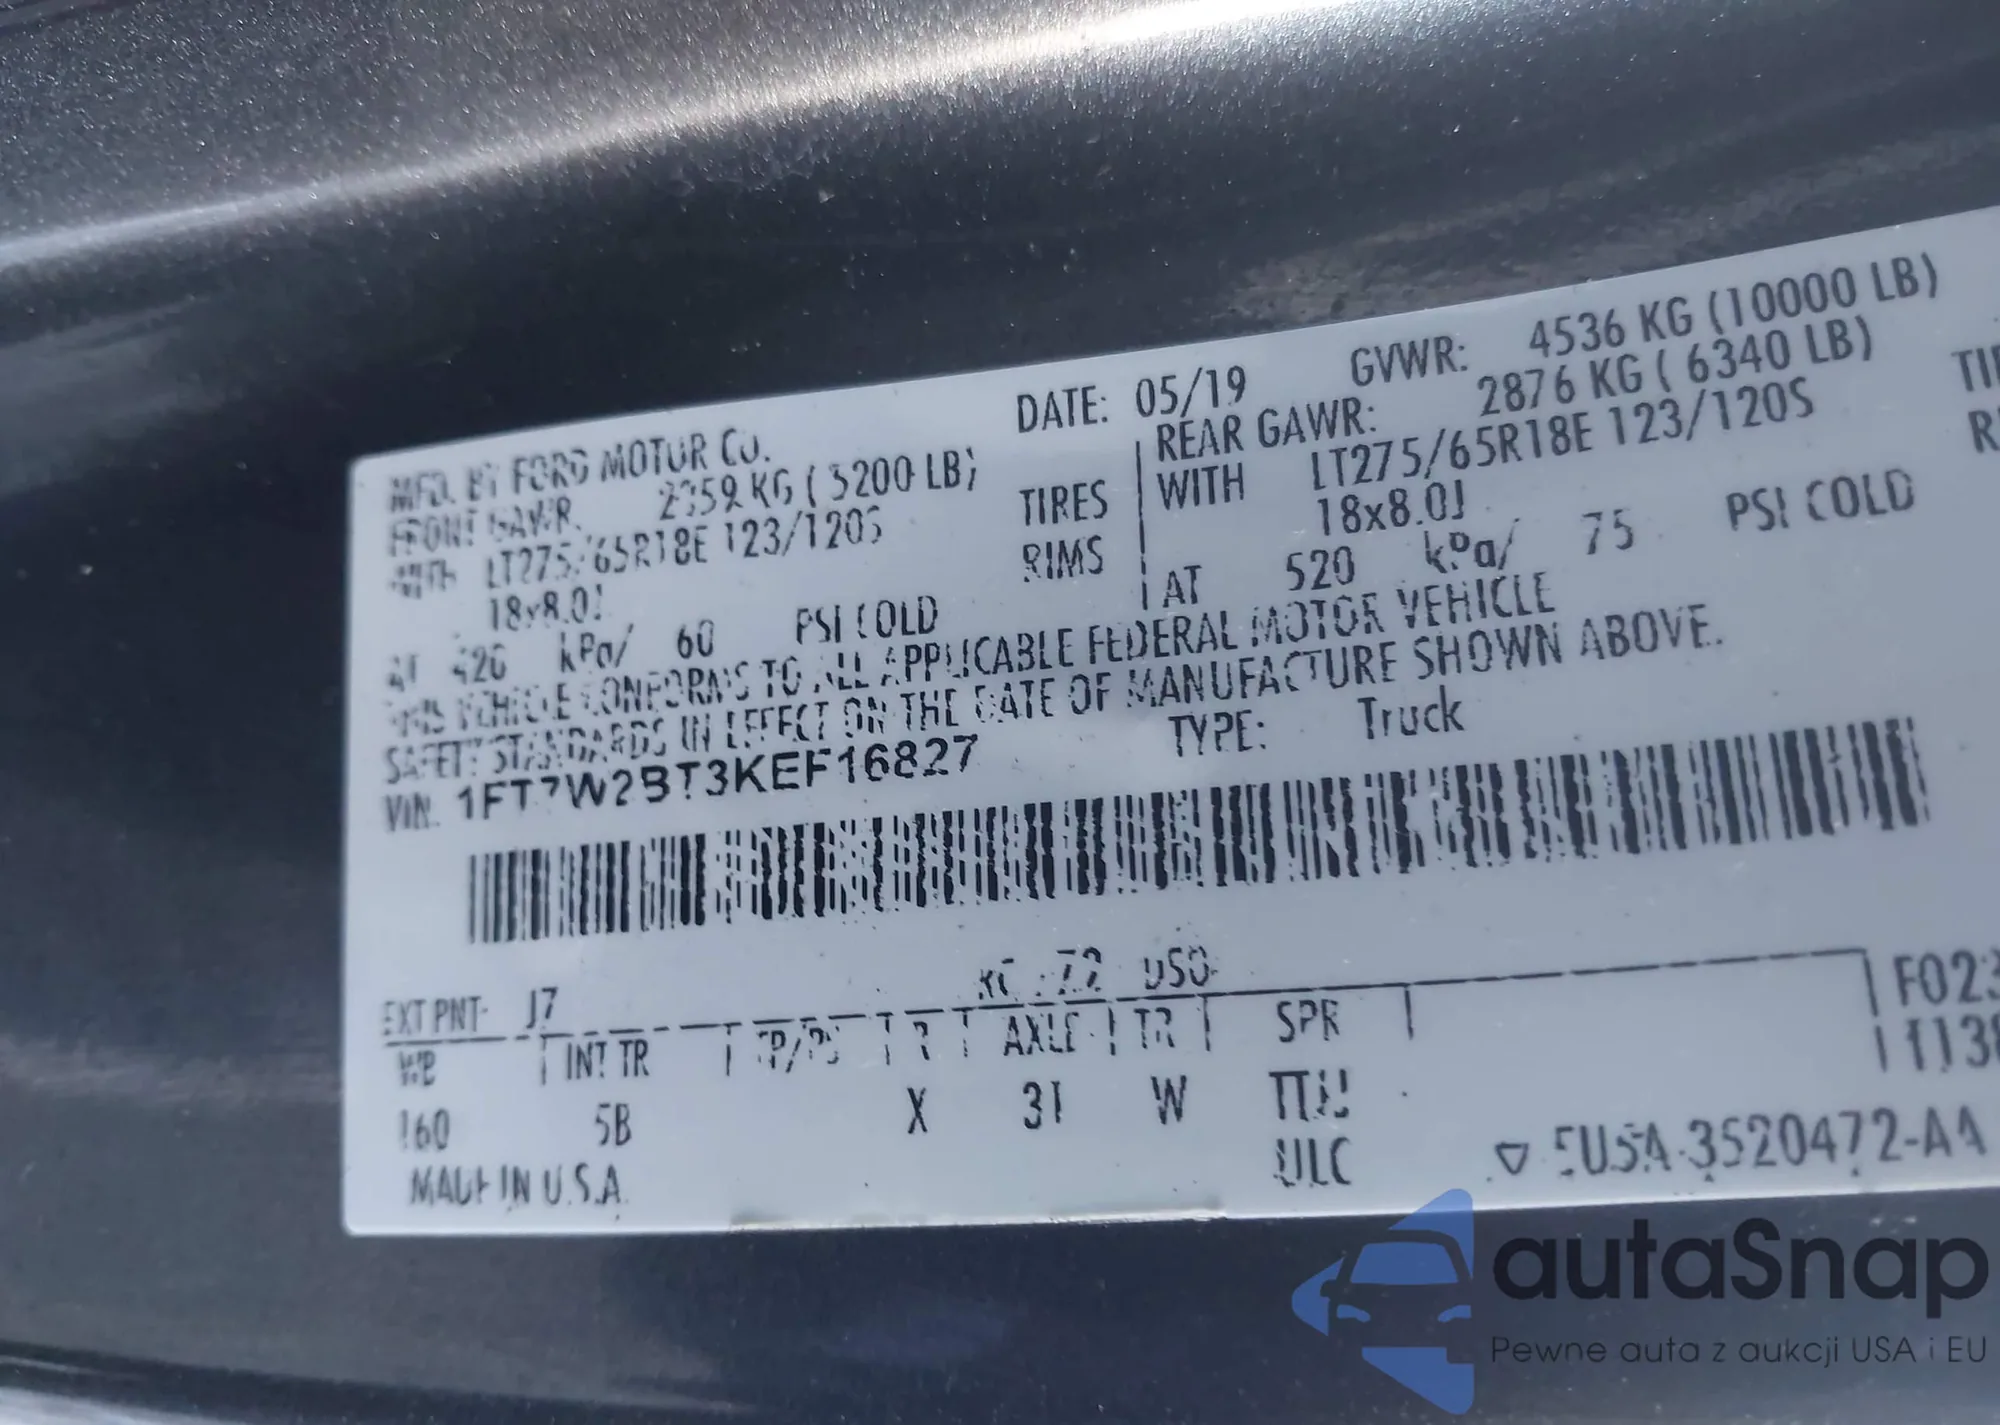 MFD. BY FORD MOTOR CO.
DATE: 05/19
GVWR: 4536 KG (10000 LB)
FRONT GAWR: 2359 KG ( 5200 LB)
REAR GAWR: 2876 KG ( 6340 LB)
WITH LT275/65R18E 123/120S
TIRES
WITH LT275/65R18E 123/120S
18x8.0J
RIMS
18x8.0J
AT 420 kPa/ 60 PSI COLD
AT 520 kPa/ 75 PSI COLD
THIS VEHICLE CONFORMS TO ALL APPLICABLE FEDERAL MOTOR VEHICLE
SAFETY STANDARDS IN EFFECT ON THE DATE OF MANUFACTURE SHOWN ABOVE.
VIN: 1FT7W2BT3KEF16827
TYPE: Truck
EXT PNT: J7
WB INT TR TP/PS R AXLE TR SPR
160 5B X 31 W
MADE IN U.S.A.
ULC
autaSnap
Pewne auta z aukcji USA i EU